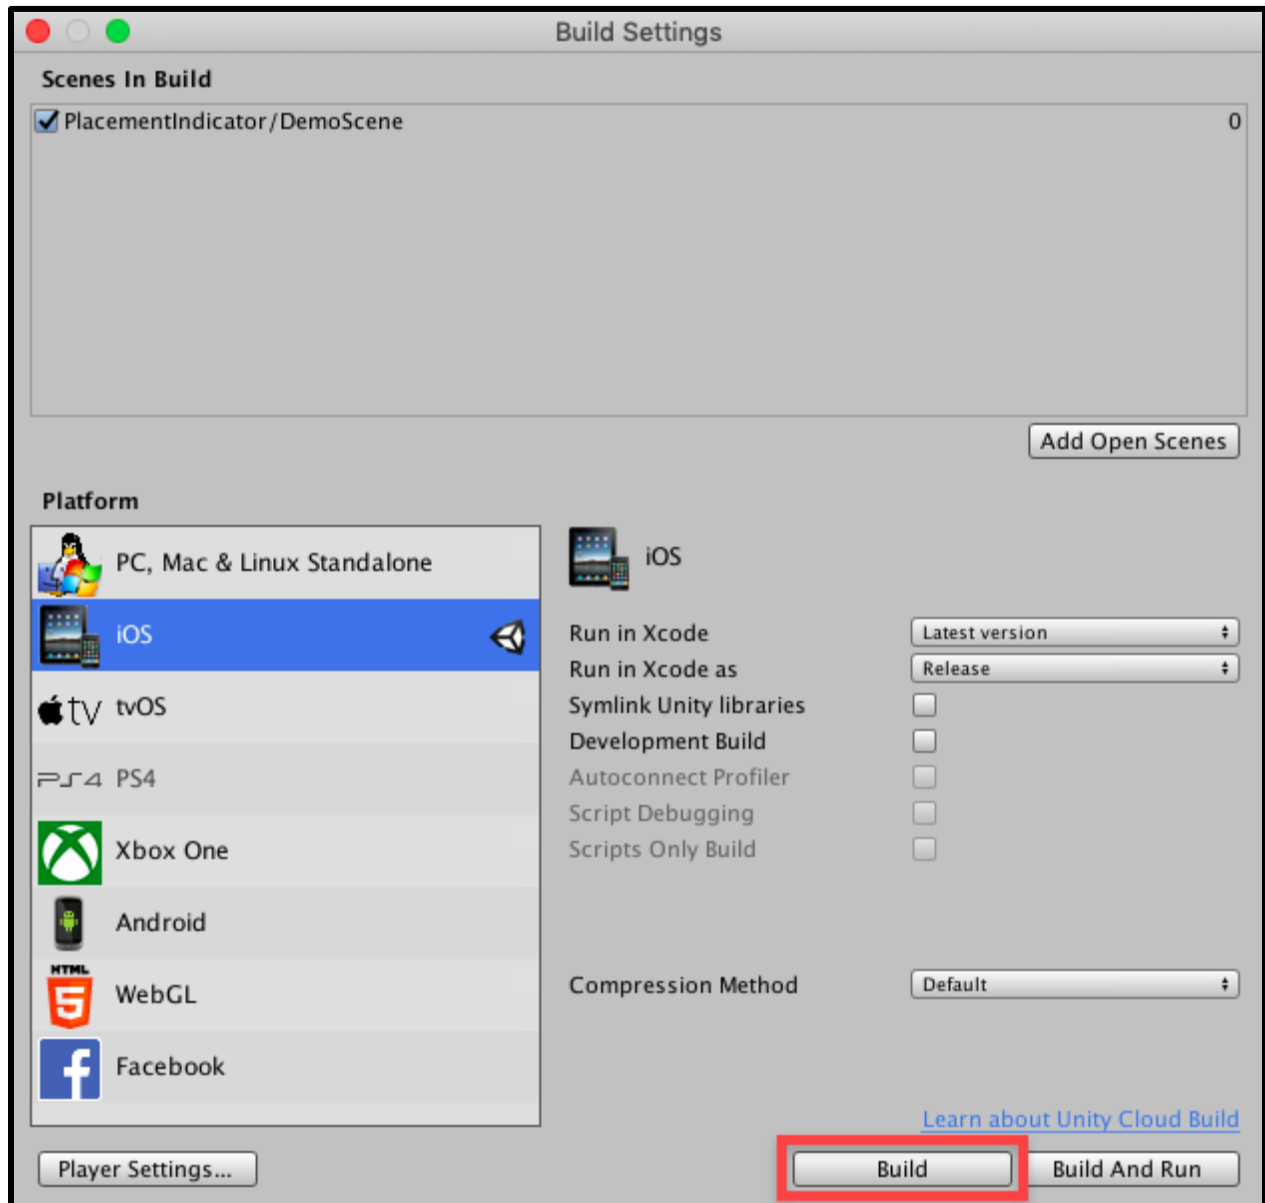 Build Settings
Scenes In Build
PlacementIndicator/DemoScene 0
Add Open Scenes
Platform
PC, Mac & Linux Standalone
iOS
tv tvOS
PS4 PS4
Xbox One
Android
HTML
5 WebGL
f Facebook
iOS
Run in Xcode Latest version
Run in Xcode as Release
Symlink Unity libraries
Development Build
Autoconnect Profiler
Script Debugging
Scripts Only Build
Compression Method Default
Learn about Unity Cloud Build
Player Settings... Build Build And Run